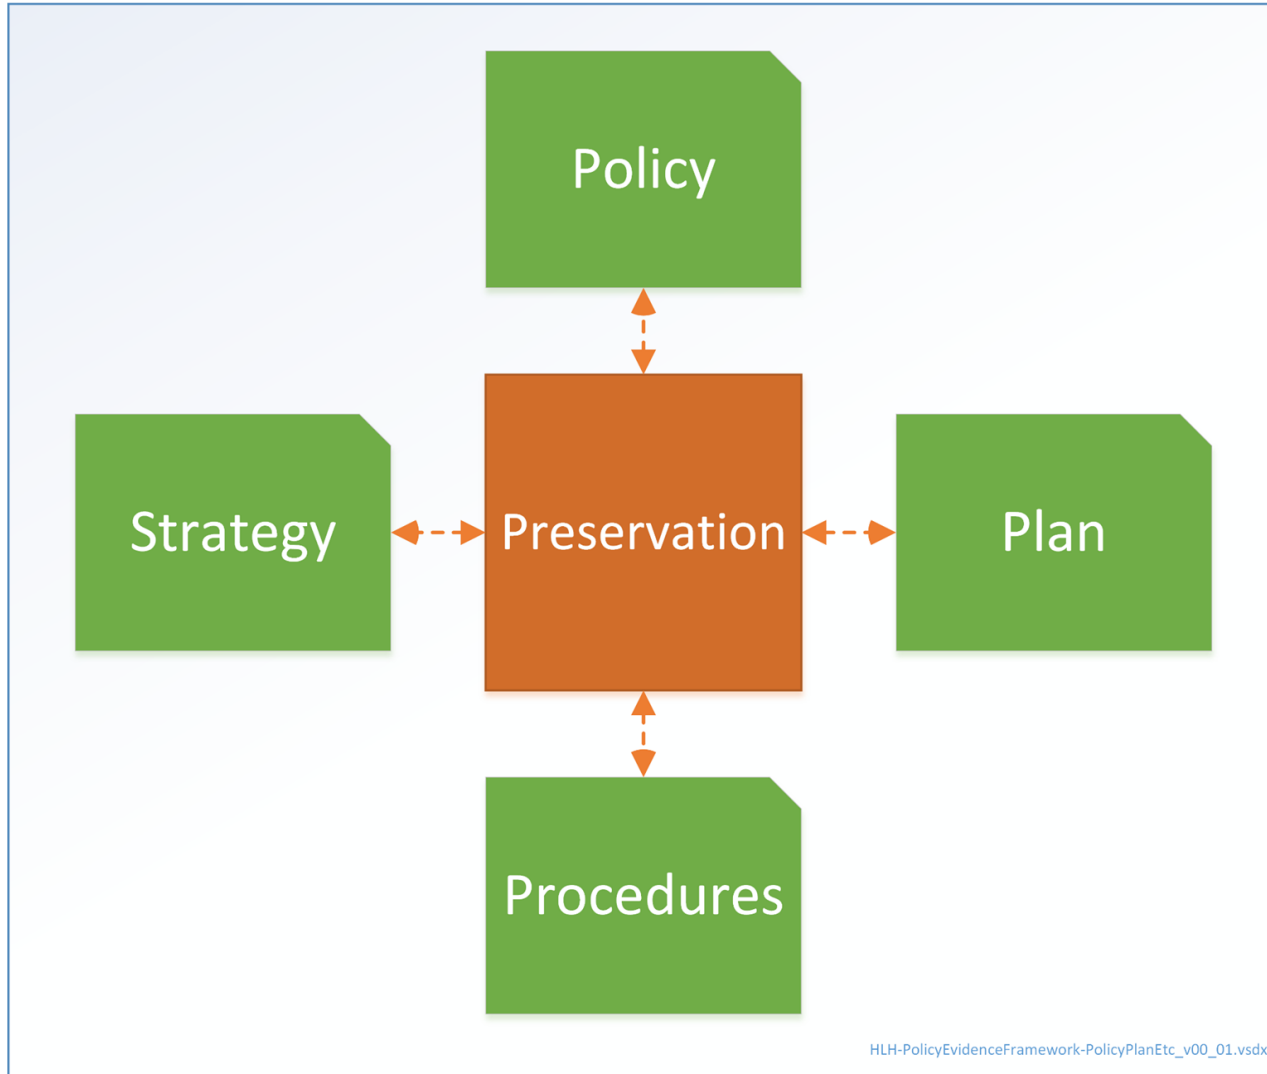 Policy
Strategy
Preservation
Plan
Procedures
HLH-PolicyEvidenceFramework-PolicyPlanEtc_v00_01.vsdx